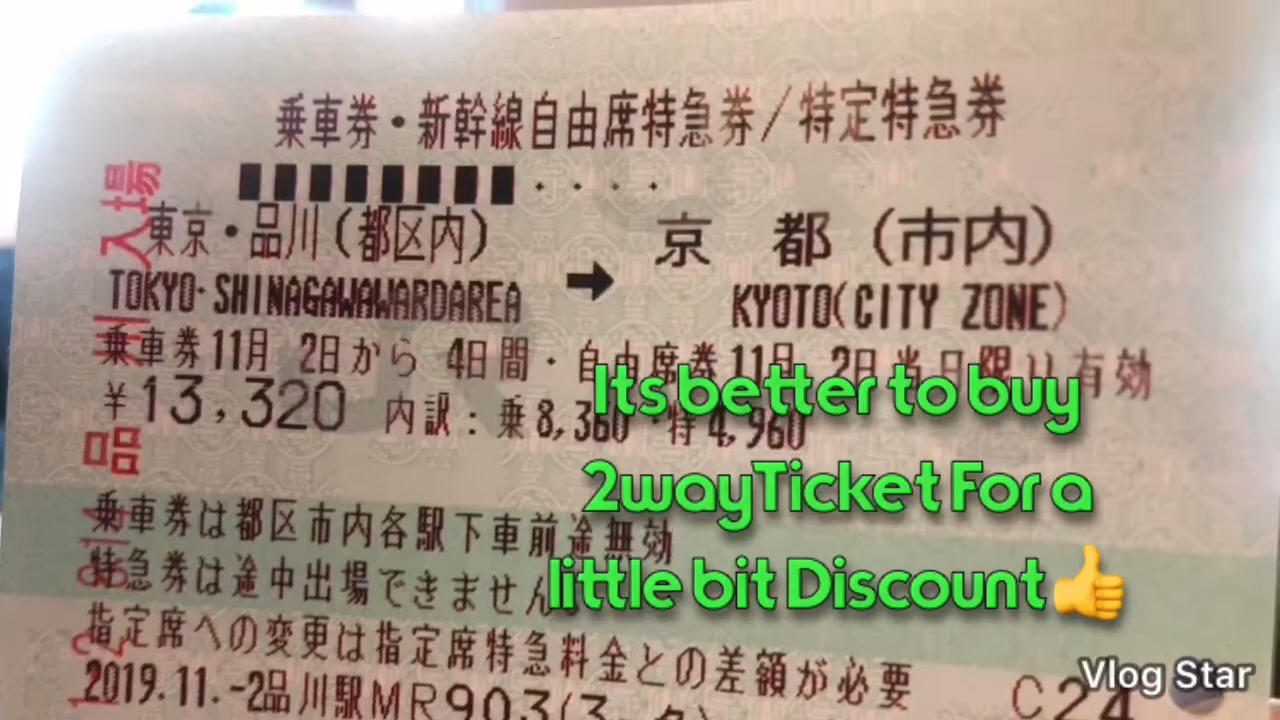 乗車券・新幹線自由席特急券/特定特急券
東京・品川(都区内) ➡ 京 都 (市内)
TOKYO・SHINAGAWAWARDAREA KYOTO(CITY ZONE)
乗車券11月 2日から 4日間・自由席券11月 2日当日限り有効
¥13,320 内訳:乗8,360・特4,960
乗車券は都区市内各駅下車前途無効
特急券は途中出場できません
指定席への変更は指定席特急料金との差額が必要
2019.11.-2品川駅MR903(3
C24
品 川 入場
Its better to buy
2wayTicket For a
little bit Discount👍
Vlog Star